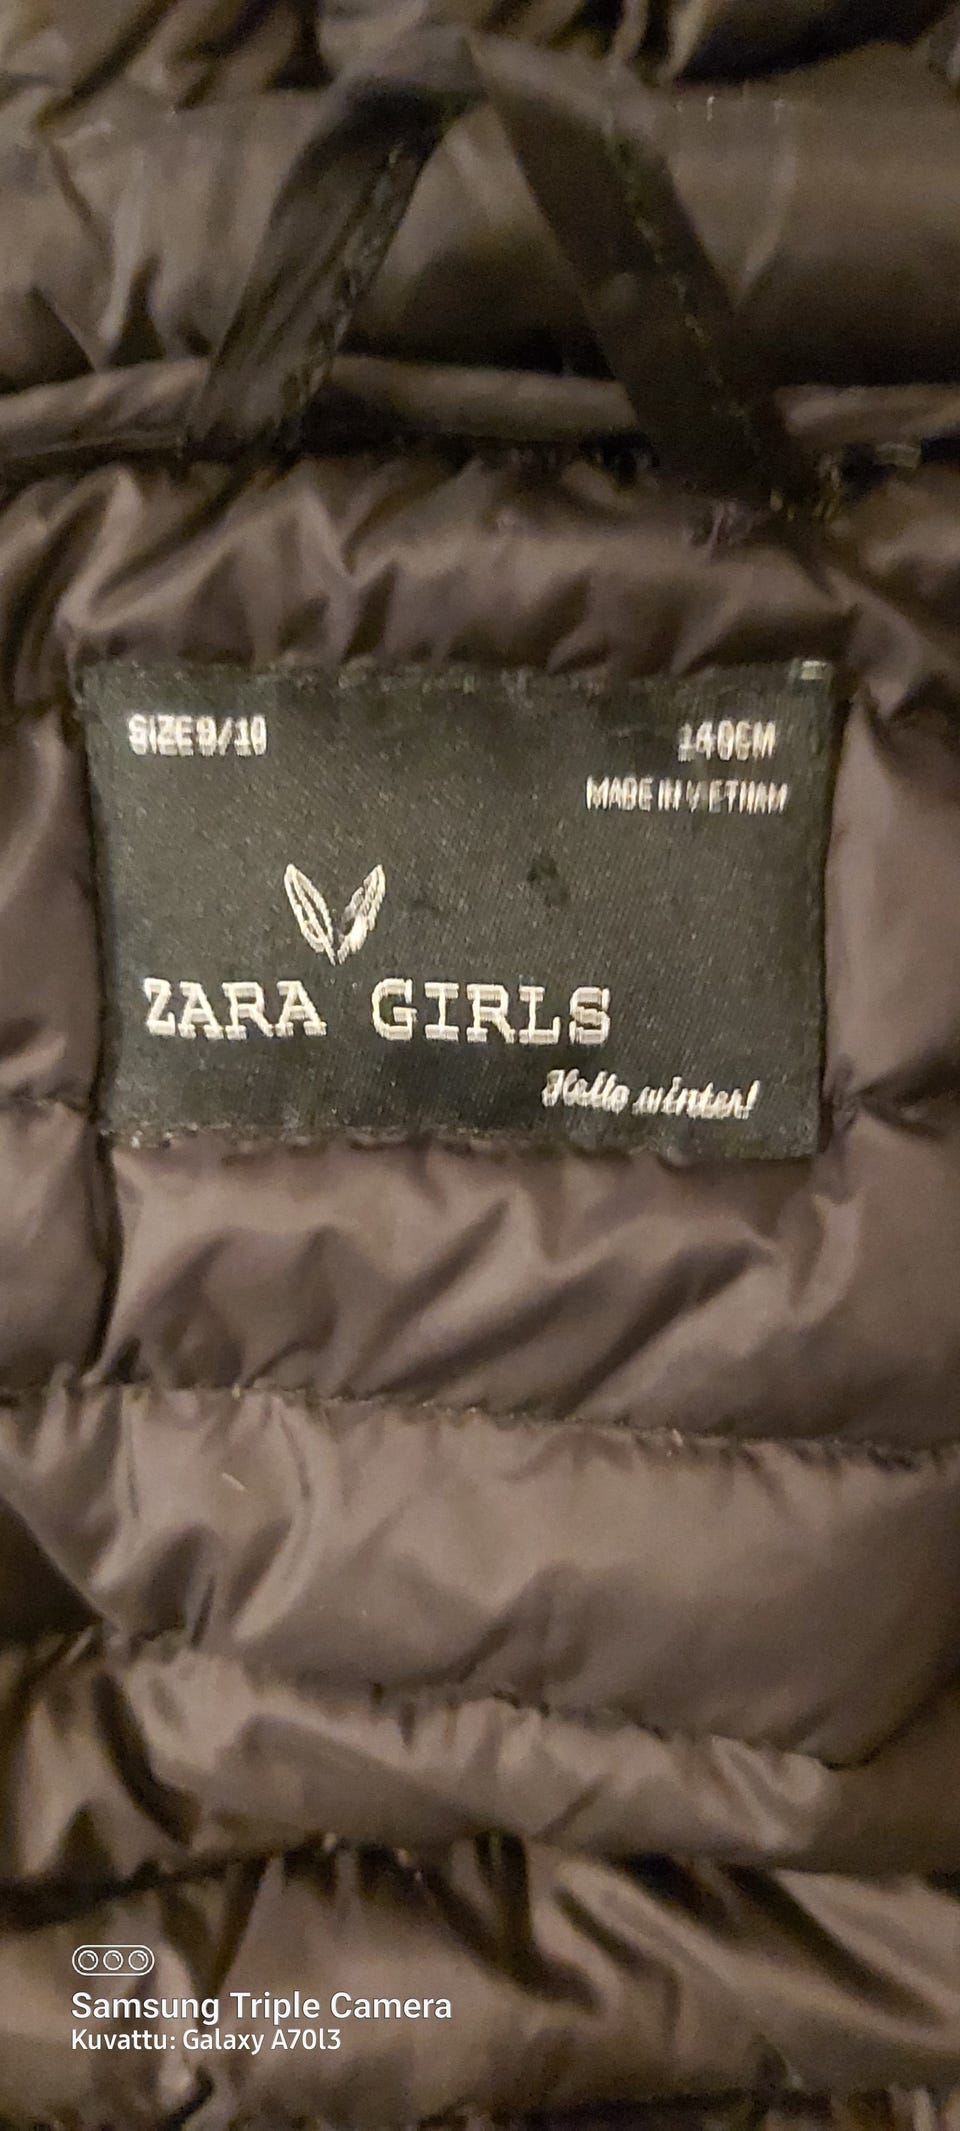 SIZE 9/10
140CM
MADE IN VIETNAM
ZARA GIRLS
Hello winter!
Samsung Triple Camera
Kuvattu: Galaxy A70l3